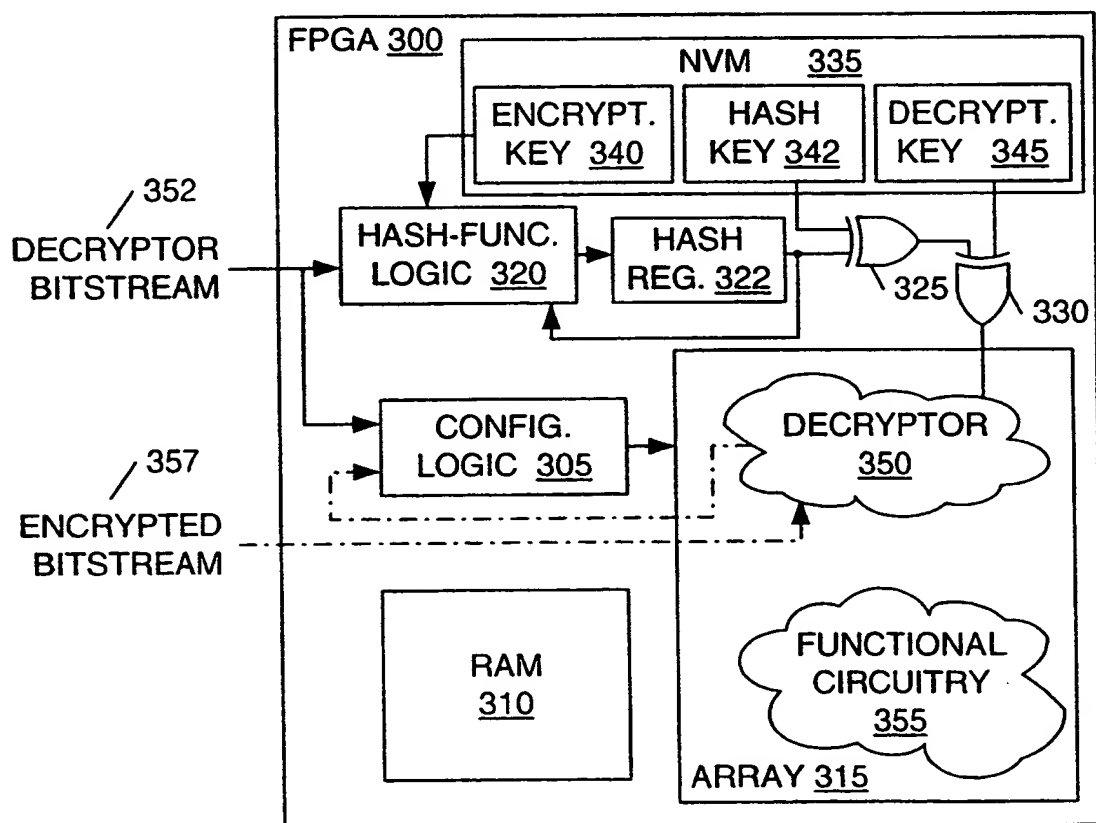 FPGA 300
NVM 335
ENCRYPT.
KEY 340
HASH
KEY 342
DECRYPT.
KEY 345
352
DECRYPTOR
BITSTREAM
HASH-FUNC.
LOGIC 320
HASH
REG. 322
325
330
CONFIG.
LOGIC 305
DECRYPTOR
350
357
ENCRYPTED
BITSTREAM
RAM
310
FUNCTIONAL
CIRCUITRY
355
ARRAY 315